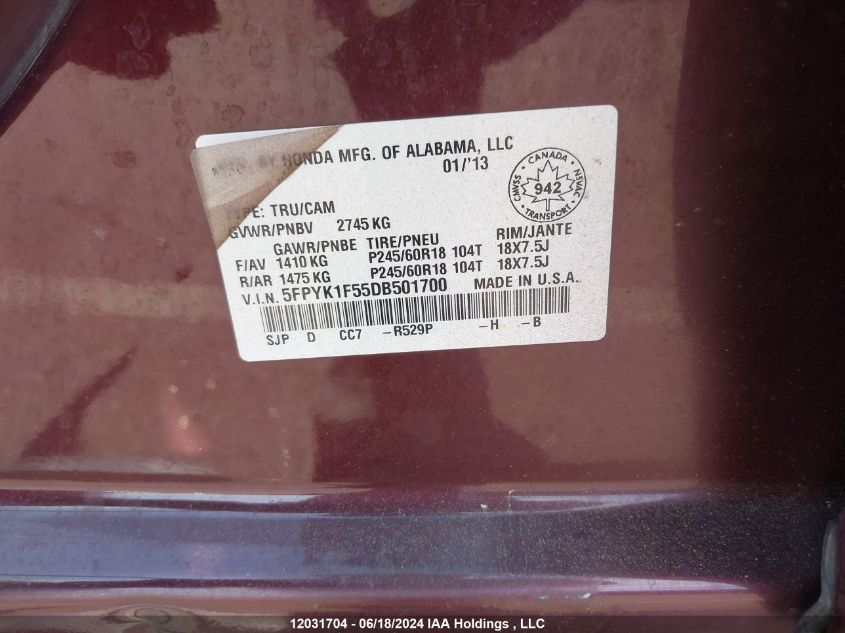 MFD. BY HONDA MFG. OF ALABAMA, LLC
01/'13
CANADA
CMVSS
942
NSVAC
TRANSPORT
TYPE: TRU/CAM
GVWR/PNBV 2745 KG
GAWR/PNBE TIRE/PNEU RIM/JANTE
F/AV 1410 KG P245/60R18 104T 18X7.5J
R/AR 1475 KG P245/60R18 104T 18X7.5J
V.I.N. 5FPYK1F55DB501700 MADE IN U.S.A.
SJP D CC7 -R529P -H -B
12031704 - 06/18/2024 IAA Holdings , LLC